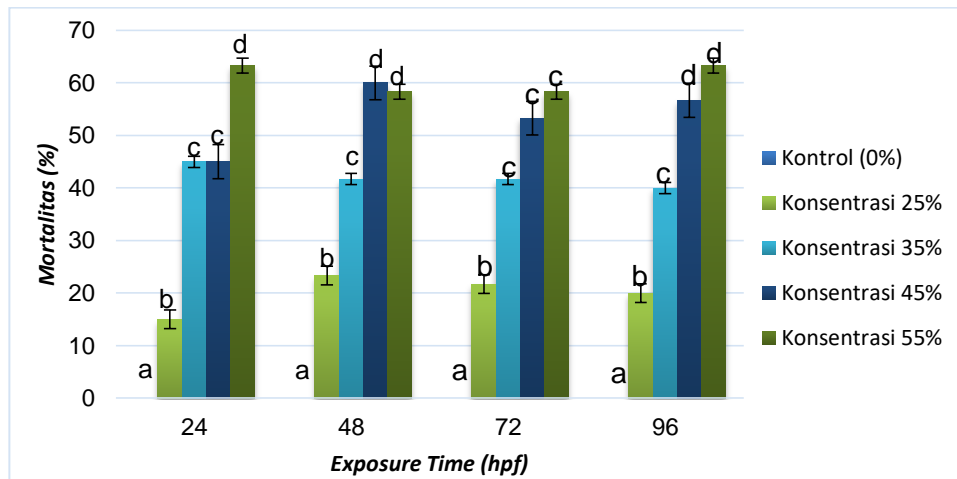 70
60
50
40
30
20
10
0
Mortalitas (%)
a b c c d
a b c d d
a b c c c
a b c d d
24 48 72 96
Exposure Time (hpf)
Kontrol (0%)
Konsentrasi 25%
Konsentrasi 35%
Konsentrasi 45%
Konsentrasi 55%